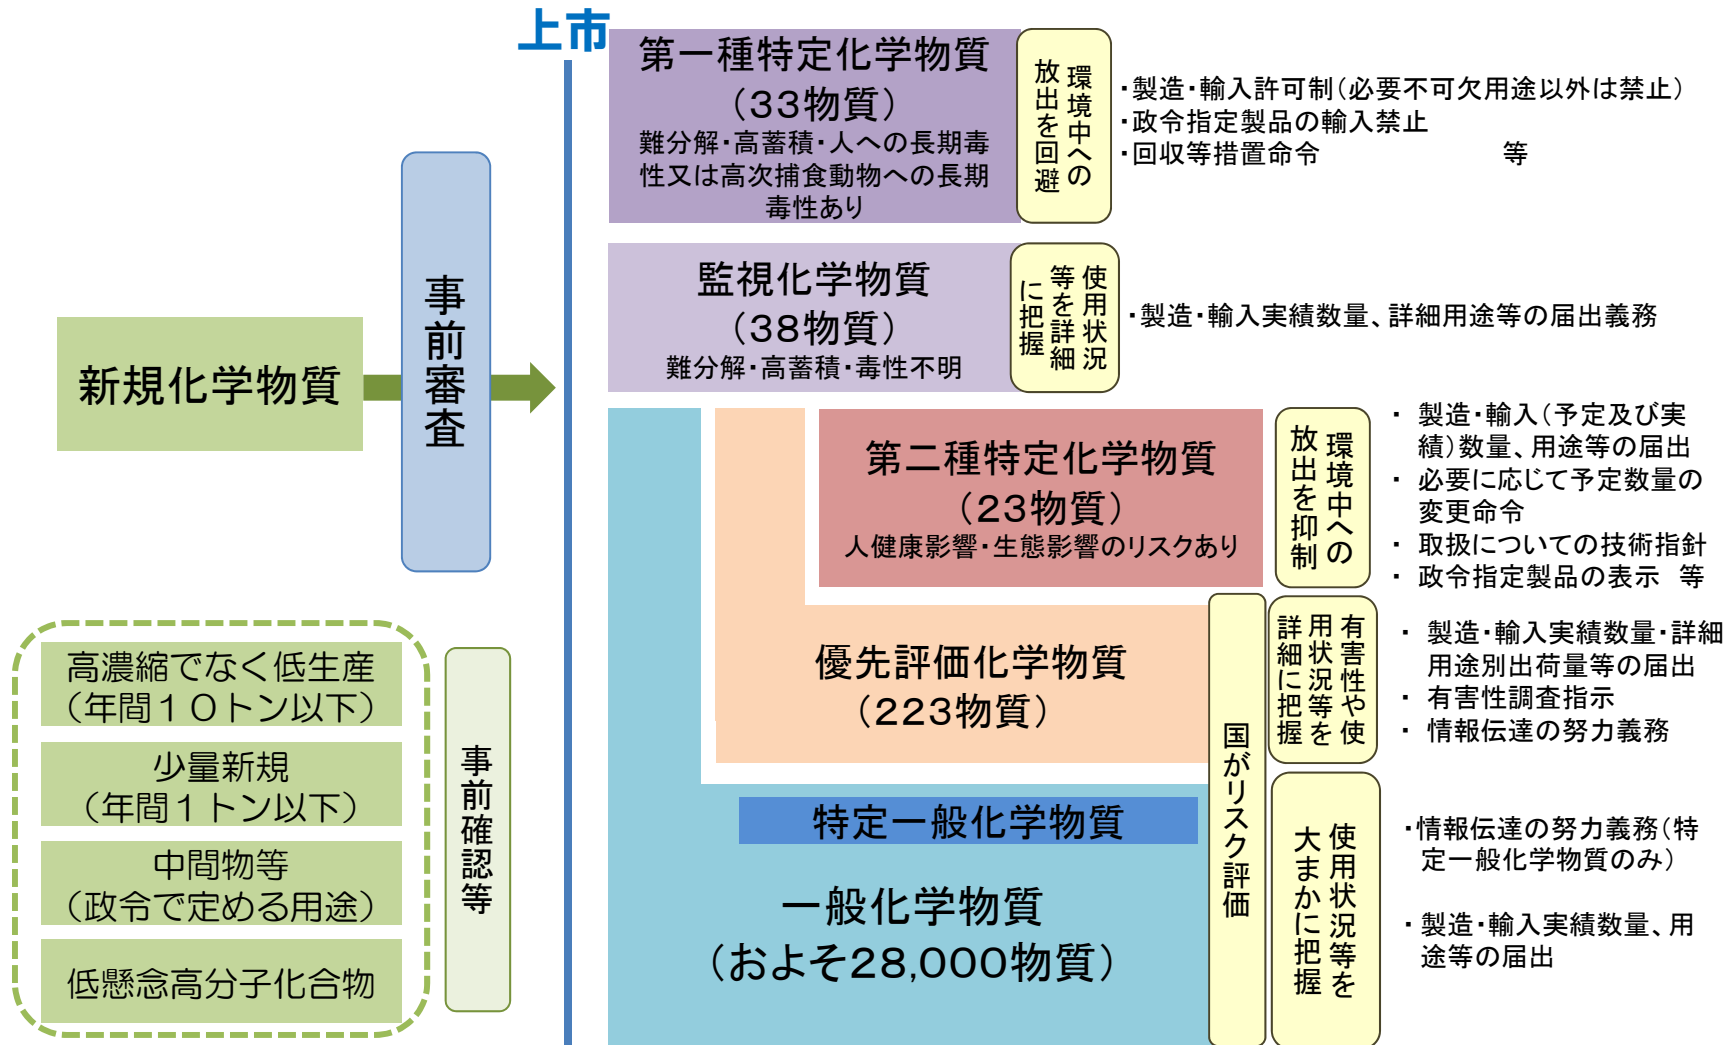 上市
新規化学物質
事前審査
高濃縮でなく低生産
（年間１０トン以下）
少量新規
（年間１トン以下）
中間物等
（政令で定める用途）
低懸念高分子化合物
事前確認等
第一種特定化学物質
（33物質）
難分解・高蓄積・人への長期毒
性又は高次捕食動物への長期
毒性あり
環境中への
放出を回避
・製造・輸入許可制（必要不可欠用途以外は禁止）
・政令指定製品の輸入禁止
・回収等措置命令　　　　　　　等
監視化学物質
（38物質）
難分解・高蓄積・毒性不明
使用状況
等を詳細
に把握
・製造・輸入実績数量、詳細用途等の届出義務
第二種特定化学物質
（23物質）
人健康影響・生態影響のリスクあり
環境中への
放出を抑制
・ 製造・輸入（予定及び実
績）数量、用途等の届出
・ 必要に応じて予定数量の
変更命令
・ 取扱についての技術指針
・ 政令指定製品の表示　等
優先評価化学物質
（223物質）
有害性や使
用状況等を
詳細に把握
・ 製造・輸入実績数量・詳細
用途別出荷量等の届出
・ 有害性調査指示
・ 情報伝達の努力義務
国がリスク評価
特定一般化学物質
一般化学物質
（およそ28,000物質）
使用状況等を
大まかに把握
・情報伝達の努力義務（特
定一般化学物質のみ）
・製造・輸入実績数量、用
途等の届出